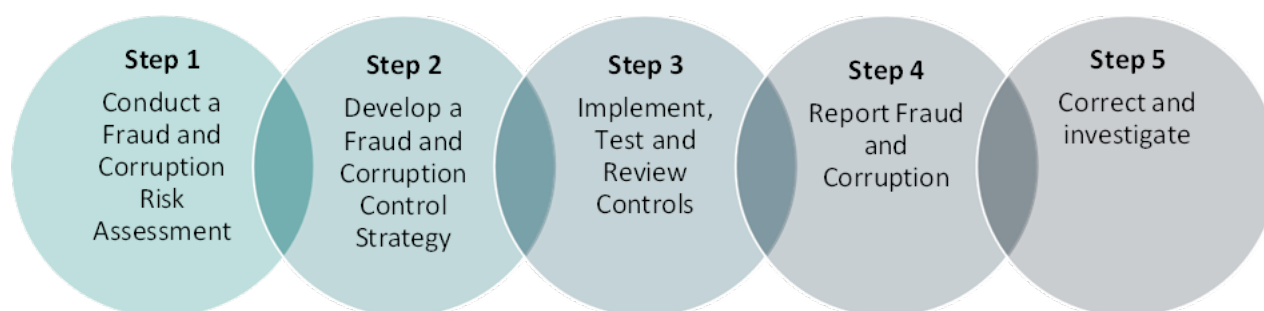 Step 1
Conduct a
Fraud and
Corruption
Risk
Assessment
Step 2
Develop a
Fraud and
Corruption
Control
Strategy
Step 3
Implement,
Test and
Review
Controls
Step 4
Report Fraud
and
Corruption
Step 5
Correct and
investigate